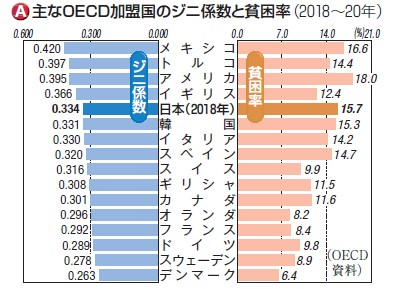 A 主なOECD加盟国のジニ係数と貧困率(2018〜20年)
0.600 0.300 0.000 0.0 7.0 14.0 (%)21.0
ジニ係数
貧困率
0.420 メキシコ 16.6
0.397 トルコ 14.4
0.395 アメリカ 18.0
0.366 イギリス 12.4
0.334 日本(2018年) 15.7
0.331 韓国 15.3
0.330 イタリア 14.2
0.320 スペイン 14.7
0.316 スイス 9.9
0.308 ギリシャ 11.5
0.301 カナダ 11.6
0.296 オランダ 8.2
0.292 フランス 8.4
0.289 ドイツ 9.8
0.278 スウェーデン 8.9
0.263 デンマーク 6.4
(OECD
資料)